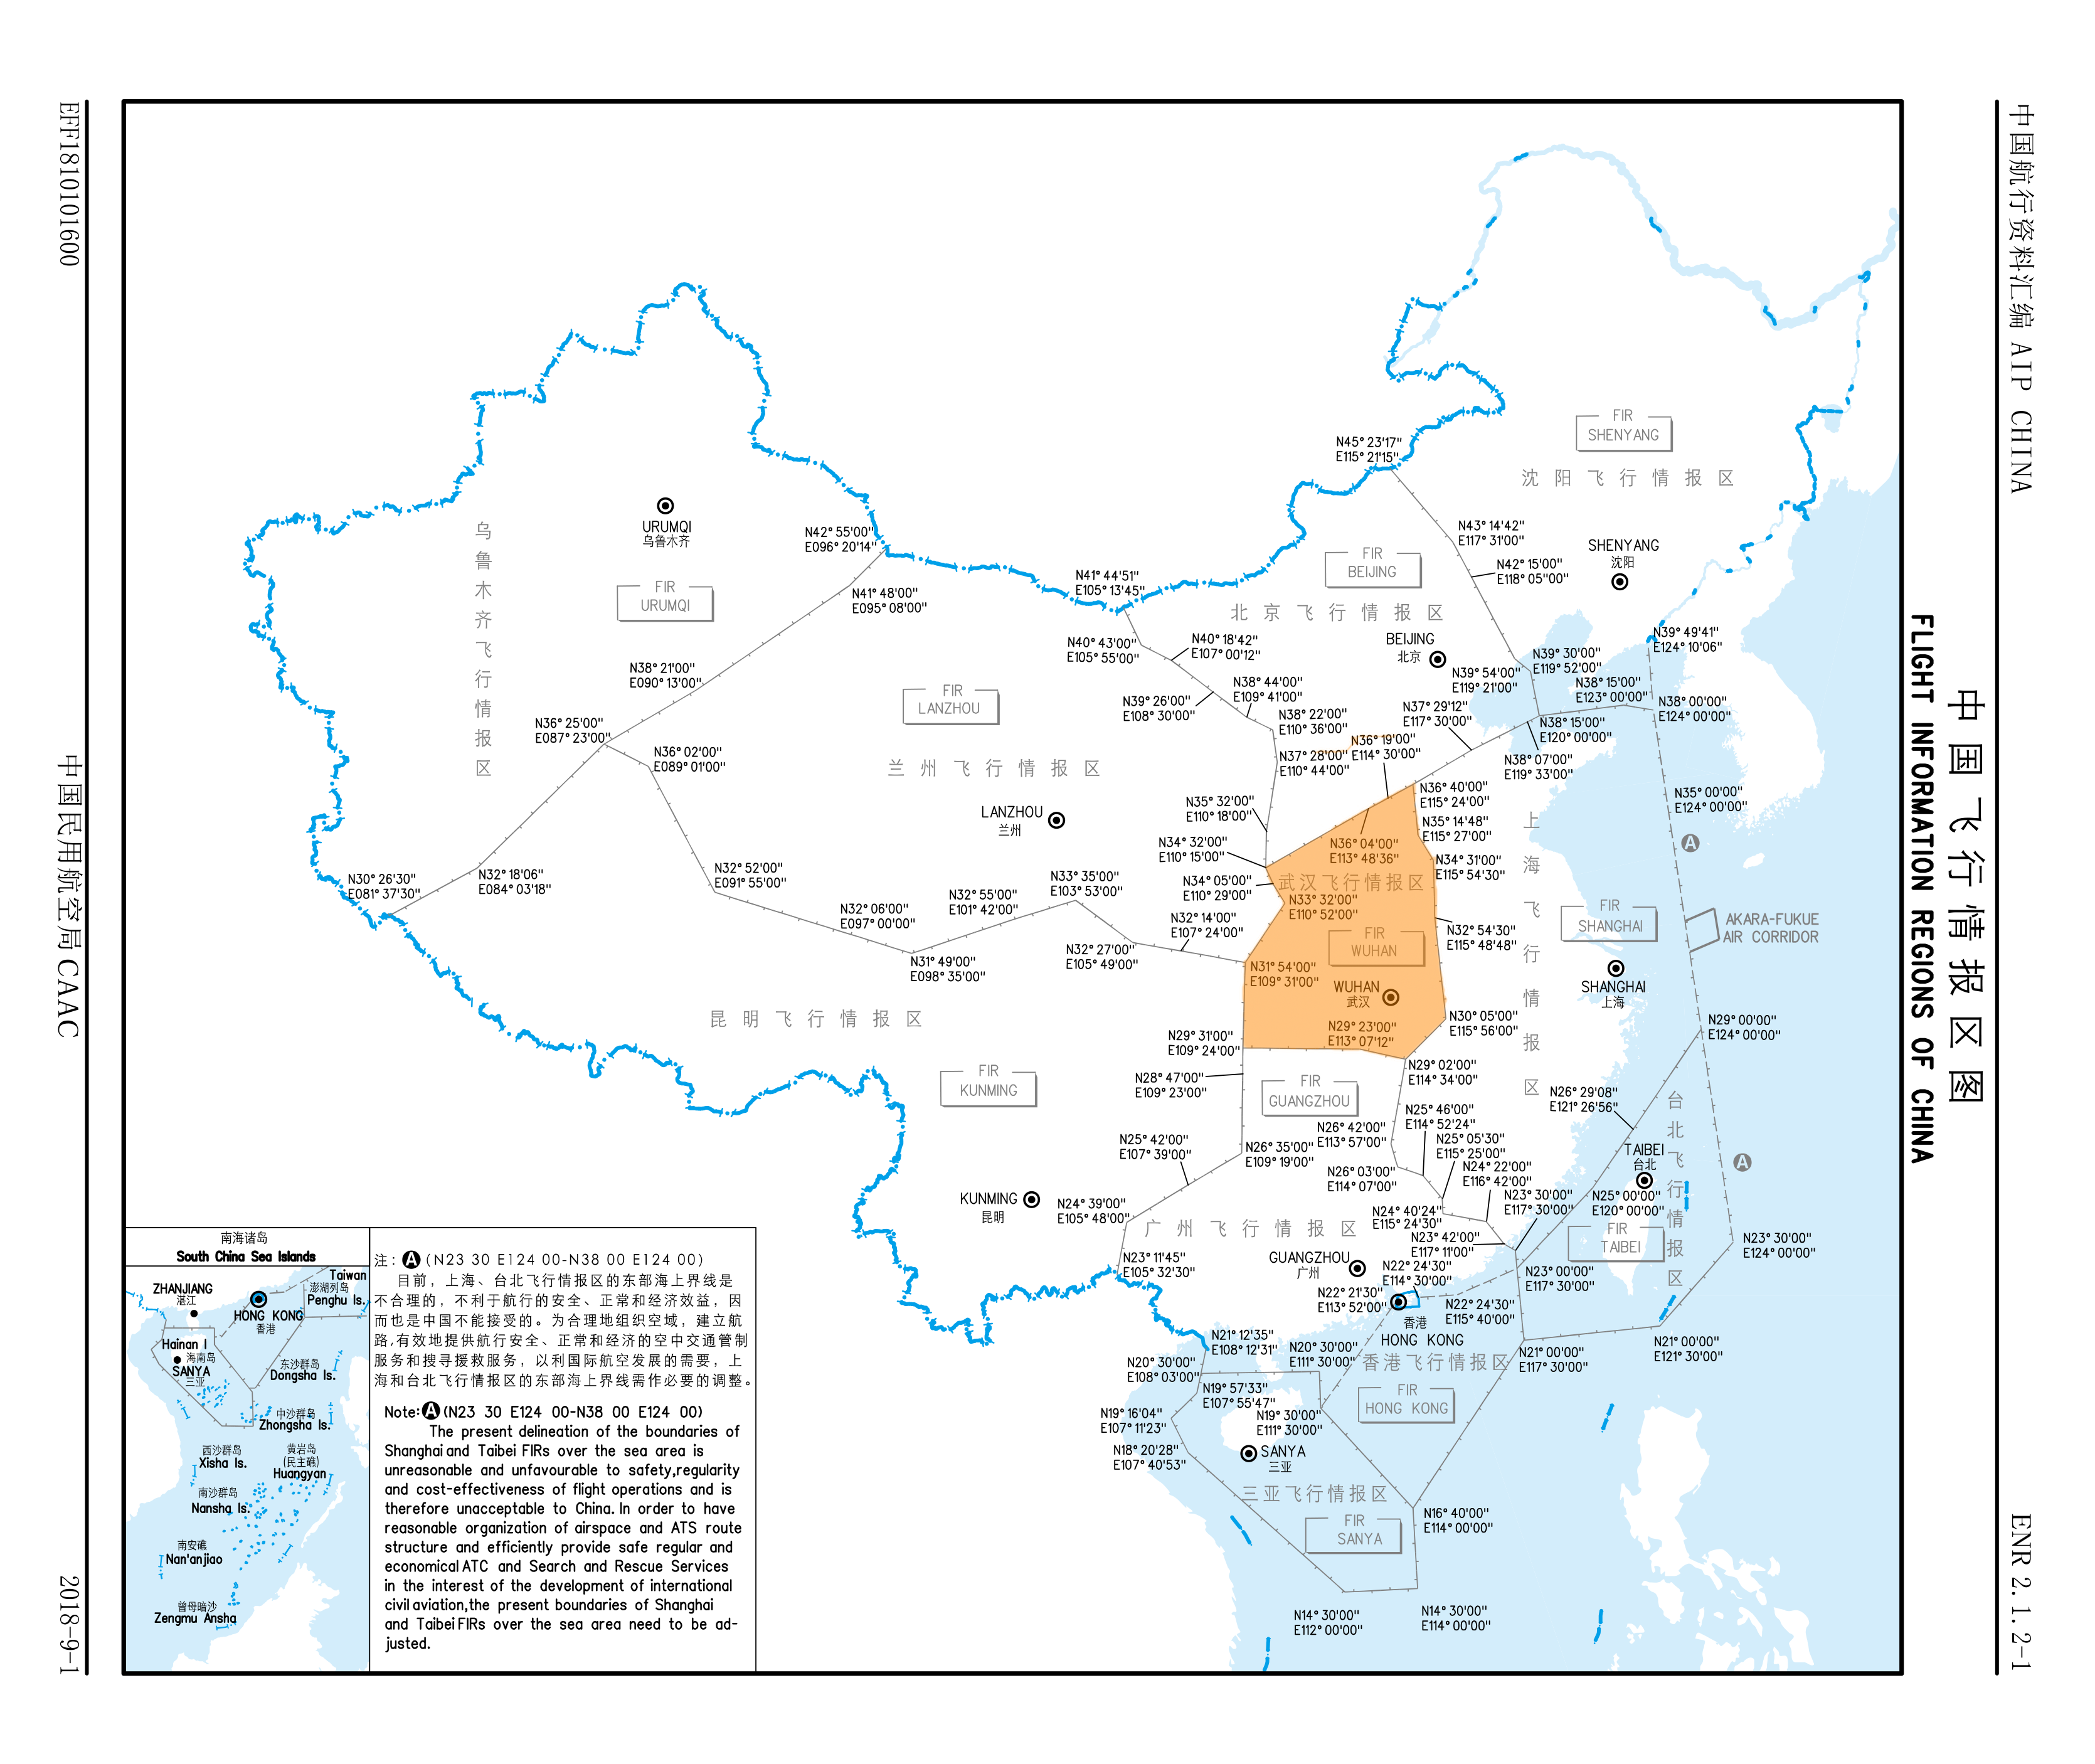 EFF1810101600
中国民用航空局CAAC
2018-9-1
中国航行资料汇编 AIP CHINA
ENR 2.1.2-1
中国飞行情报区图
FLIGHT INFORMATION REGIONS OF CHINA
FIR
SHENYANG
沈阳飞行情报区
N45° 23'17"
E115° 21'15"
N43° 14'42"
E117° 31'00"
SHENYANG
沈阳
N42° 15'00"
E118° 05'00"
URUMQI
乌鲁木齐
乌鲁木齐飞行情报区
FIR
URUMQI
N42° 55'00"
E096° 20'14"
N41° 48'00"
E095° 08'00"
N41° 44'51"
E105° 13'45"
FIR
BEIJING
北京飞行情报区
BEIJING
北京
N40° 43'00"
E105° 55'00"
N40° 18'42"
E107° 00'12"
N39° 49'41"
E124° 10'06"
N39° 30'00"
E119° 52'00"
N39° 54'00"
E119° 21'00"
N38° 15'00"
E123° 00'00"
N38° 00'00"
E124° 00'00"
N38° 21'00"
E090° 13'00"
FIR
LANZHOU
N39° 26'00"
E108° 30'00"
N38° 44'00"
E109° 41'00"
N38° 22'00"
E110° 36'00"
N37° 29'12"
E117° 30'00"
N38° 15'00"
E120° 00'00"
N38° 07'00"
E119° 33'00"
N36° 25'00"
E087° 23'00"
N36° 02'00"
E089° 01'00"
兰州飞行情报区
N37° 28'00"
E110° 44'00"
N36° 19'00"
E114° 30'00"
N36° 40'00"
E115° 24'00"
N35° 00'00"
E124° 00'00"
LANZHOU
兰州
N35° 32'00"
E110° 18'00"
N35° 14'48"
E115° 27'00"
上海飞行情报区
A
N34° 32'00"
E110° 15'00"
N36° 04'00"
E113° 48'36"
N34° 31'00"
E115° 54'30"
N30° 26'30"
E081° 37'30"
N32° 18'06"
E084° 03'18"
N32° 52'00"
E091° 55'00"
N33° 35'00"
E103° 53'00"
N34° 05'00"
E110° 29'00"
武汉飞行情报区
N33° 32'00"
E110° 52'00"
N32° 55'00"
E101° 42'00"
N32° 06'00"
E097° 00'00"
N32° 14'00"
E107° 24'00"
FIR
WUHAN
N32° 54'30"
E115° 48'48"
FIR
SHANGHAI
AKARA-FUKUE
AIR CORRIDOR
N31° 49'00"
E098° 35'00"
N32° 27'00"
E105° 49'00"
N31° 54'00"
E109° 31'00"
WUHAN
武汉
SHANGHAI
上海
昆明飞行情报区
N29° 31'00"
E109° 24'00"
N29° 23'00"
E113° 07'12"
N30° 05'00"
E115° 56'00"
N29° 00'00"
E124° 00'00"
FIR
KUNMING
N28° 47'00"
E109° 23'00"
FIR
GUANGZHOU
N29° 02'00"
E114° 34'00"
N26° 29'08"
E121° 26'56"
台北飞行情报区
N25° 42'00"
E107° 39'00"
N26° 35'00"
E109° 19'00"
N26° 42'00"
E113° 57'00"
N25° 46'00"
E114° 52'24"
N25° 05'30"
E115° 25'00"
TAIBEI
台北
A
N26° 03'00"
E114° 07'00"
N24° 22'00"
E116° 42'00"
N23° 30'00"
E117° 30'00"
N25° 00'00"
E120° 00'00"
KUNMING
昆明
N24° 39'00"
E105° 48'00"
广州飞行情报区
N24° 40'24"
E115° 24'30"
N23° 42'00"
E117° 11'00"
FIR
TAIBEI
N23° 30'00"
E124° 00'00"
N23° 11'45"
E105° 32'30"
GUANGZHOU
广州
N22° 24'30"
E114° 30'00"
N23° 00'00"
E117° 30'00"
N22° 21'30"
E113° 52'00"
香港
HONG KONG
N22° 24'30"
E115° 40'00"
N21° 12'35"
E108° 12'31"
N20° 30'00"
E111° 30'00"
香港飞行情报区
N21° 00'00"
E117° 30'00"
N21° 00'00"
E121° 30'00"
N20° 30'00"
E108° 03'00"
N19° 57'33"
E107° 55'47"
FIR
HONG KONG
N19° 16'04"
E107° 11'23"
N19° 30'00"
E111° 30'00"
N18° 20'28"
E107° 40'53"
SANYA
三亚
三亚飞行情报区
FIR
SANYA
N16° 40'00"
E114° 00'00"
N14° 30'00"
E112° 00'00"
N14° 30'00"
E114° 00'00"
南海诸岛
South China Sea Islands
ZHANJIANG
湛江
Taiwan
澎湖列岛
Penghu Is.
HONG KONG
香港
Hainan I
海南岛
SANYA
三亚
东沙群岛
Dongsha Is.
中沙群岛
Zhongsha Is.
西沙群岛
Xisha Is.
黄岩岛
(民主礁)
Huangyan
南沙群岛
Nansha Is.
南安礁
Nan'anjiao
曾母暗沙
Zengmu Ansha
注: A (N23 30 E124 00-N38 00 E124 00)
目前，上海、台北飞行情报区的东部海上界线是
不合理的，不利于航行的安全、正常和经济效益，因
而也是中国不能接受的。为合理地组织空域，建立航
路,有效地提供航行安全、正常和经济的空中交通管制
服务和搜寻援救服务，以利国际航空发展的需要，上
海和台北飞行情报区的东部海上界线需作必要的调整。
Note: A (N23 30 E124 00-N38 00 E124 00)
The present delineation of the boundaries of
Shanghai and Taibei FIRs over the sea area is
unreasonable and unfavourable to safety,regularity
and cost-effectiveness of flight operations and is
therefore unacceptable to China. In order to have
reasonable organization of airspace and ATS route
structure and efficiently provide safe regular and
economical ATC and Search and Rescue Services
in the interest of the development of international
civil aviation,the present boundaries of Shanghai
and Taibei FIRs over the sea area need to be ad-
justed.